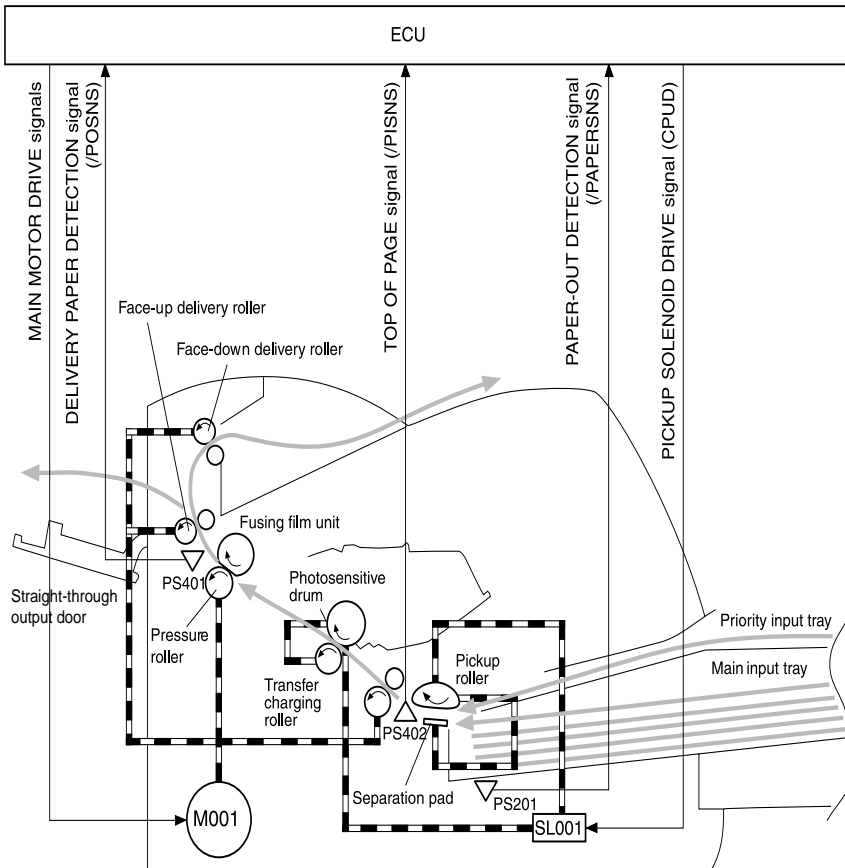 ECU
MAIN MOTOR DRIVE signals
DELIVERY PAPER DETECTION signal
(/POSNS)
TOP OF PAGE signal (/PISNS)
PAPER-OUT DETECTION signal
(/PAPERSNS)
PICKUP SOLENOID DRIVE signal (CPUD)
Face-up delivery roller
Face-down delivery roller
Fusing film unit
PS401
Photosensitive
drum
Straight-through
output door
Pressure
roller
Priority input tray
Main input tray
Pickup
roller
Transfer
charging
roller
PS402
Separation pad
PS201
M001
SL001